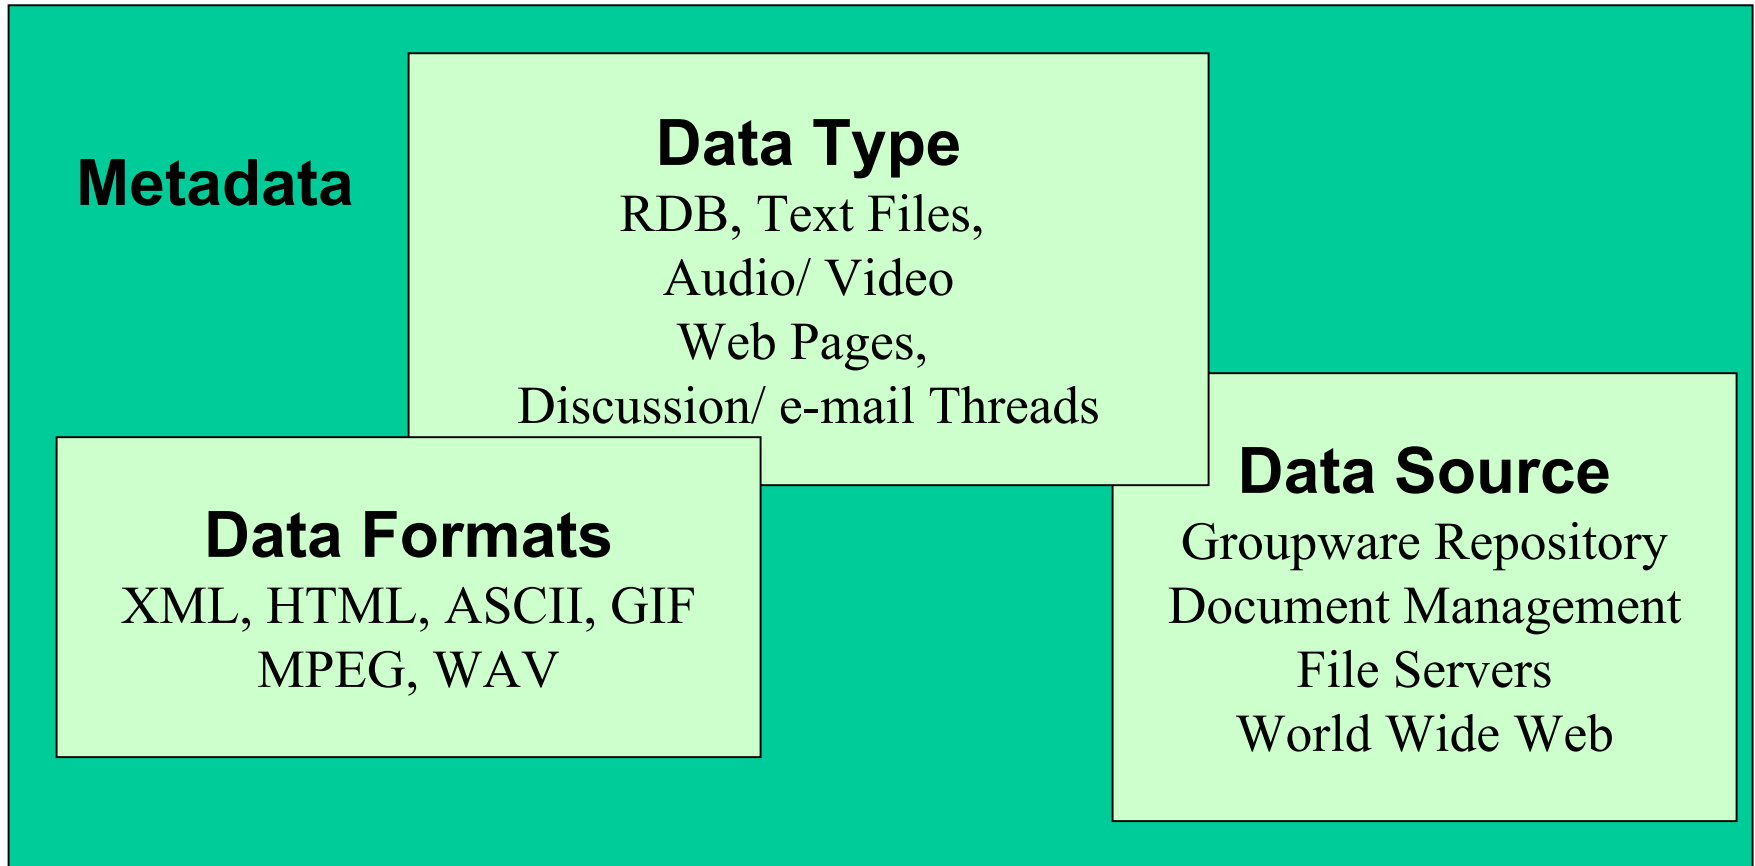 Metadata
Data Type
RDB, Text Files,
Audio/ Video
Web Pages,
Discussion/ e-mail Threads
Data Formats
XML, HTML, ASCII, GIF
MPEG, WAV
Data Source
Groupware Repository
Document Management
File Servers
World Wide Web